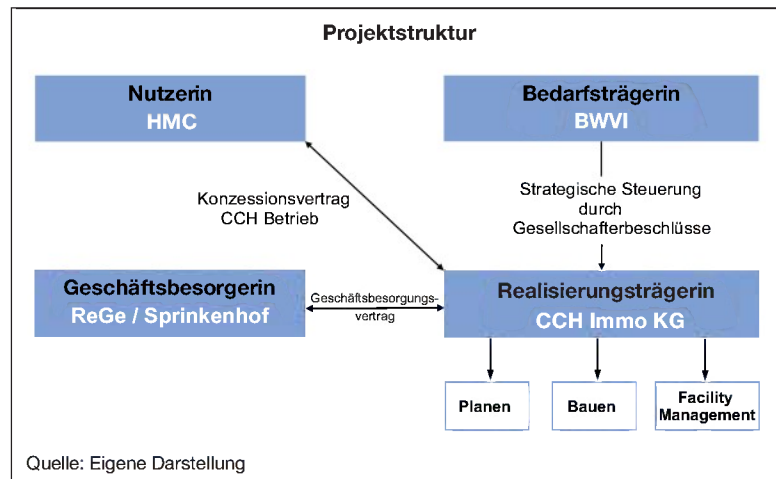 Projektstruktur
Nutzerin
HMC
Bedarfsträgerin
BWVI
Konzessionsvertrag
CCH Betrieb
Strategische Steuerung
durch
Gesellschafterbeschlüsse
Geschäftsbesorgerin
ReGe / Sprinkenhof
Geschäftsbesorgungs-
vertrag
Realisierungsträgerin
CCH Immo KG
Planen
Bauen
Facility
Management
Quelle: Eigene Darstellung